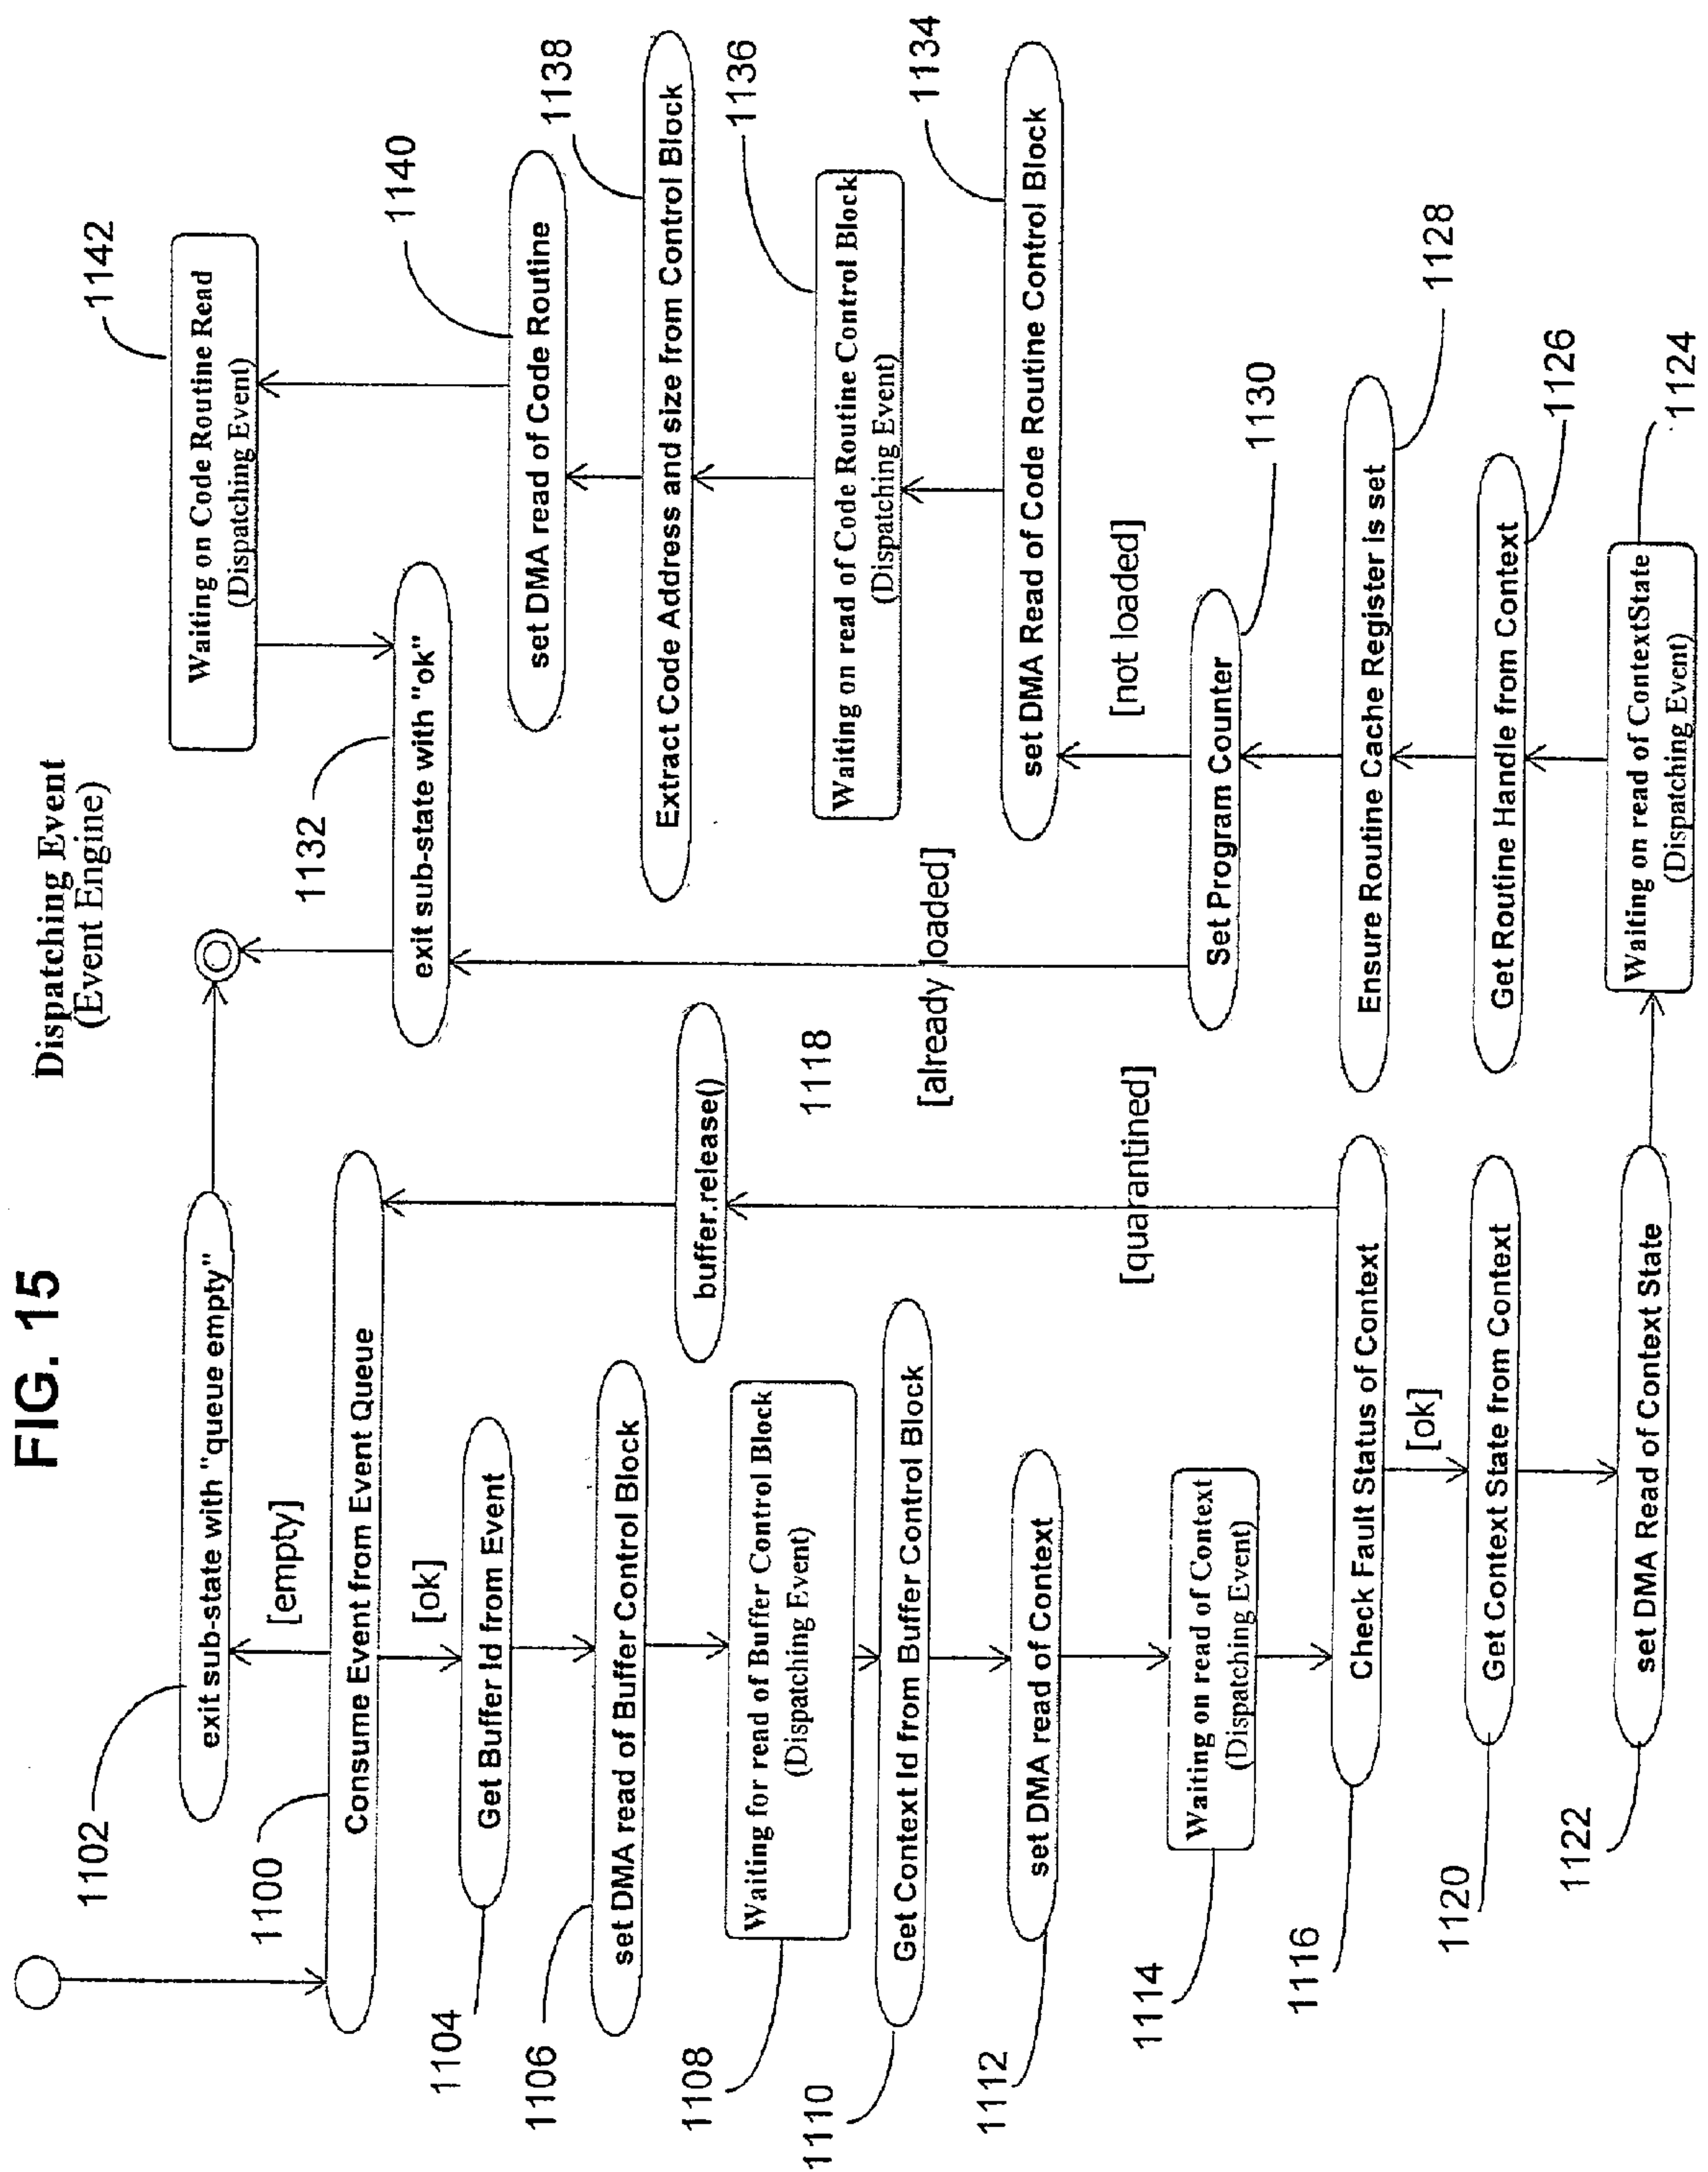 FIG. 15
Dispatching Event
(Event Engine)
1102
exit sub-state with "queue empty"
[empty]
1100
Consume Event from Event Queue
[ok]
1104
Get Buffer Id from Event
1106
set DMA read of Buffer Control Block
1108
Waiting for read of Buffer Control Block
(Dispatching Event)
1110
Get Context Id from Buffer Control Block
1112
set DMA read of Context
1114
Waiting on read of Context
(Dispatching Event)
1116
Check Fault Status of Context
[quarantined]
buffer.release()
1118
[ok]
1120
Get Context State from Context
1122
set DMA Read of Context State
Waiting on read of ContextState
(Dispatching Event)
1124
Get Routine Handle from Context
1126
Ensure Routine Cache Register is set
1128
Set Program Counter
1130
[already loaded]
[not loaded]
1132
exit sub-state with "ok"
set DMA Read of Code Routine Control Block
1134
Waiting on read of Code Routine Control Block
(Dispatching Event)
1136
Extract Code Address and size from Control Block
1138
set DMA read of Code Routine
1140
Waiting on Code Routine Read
(Dispatching Event)
1142